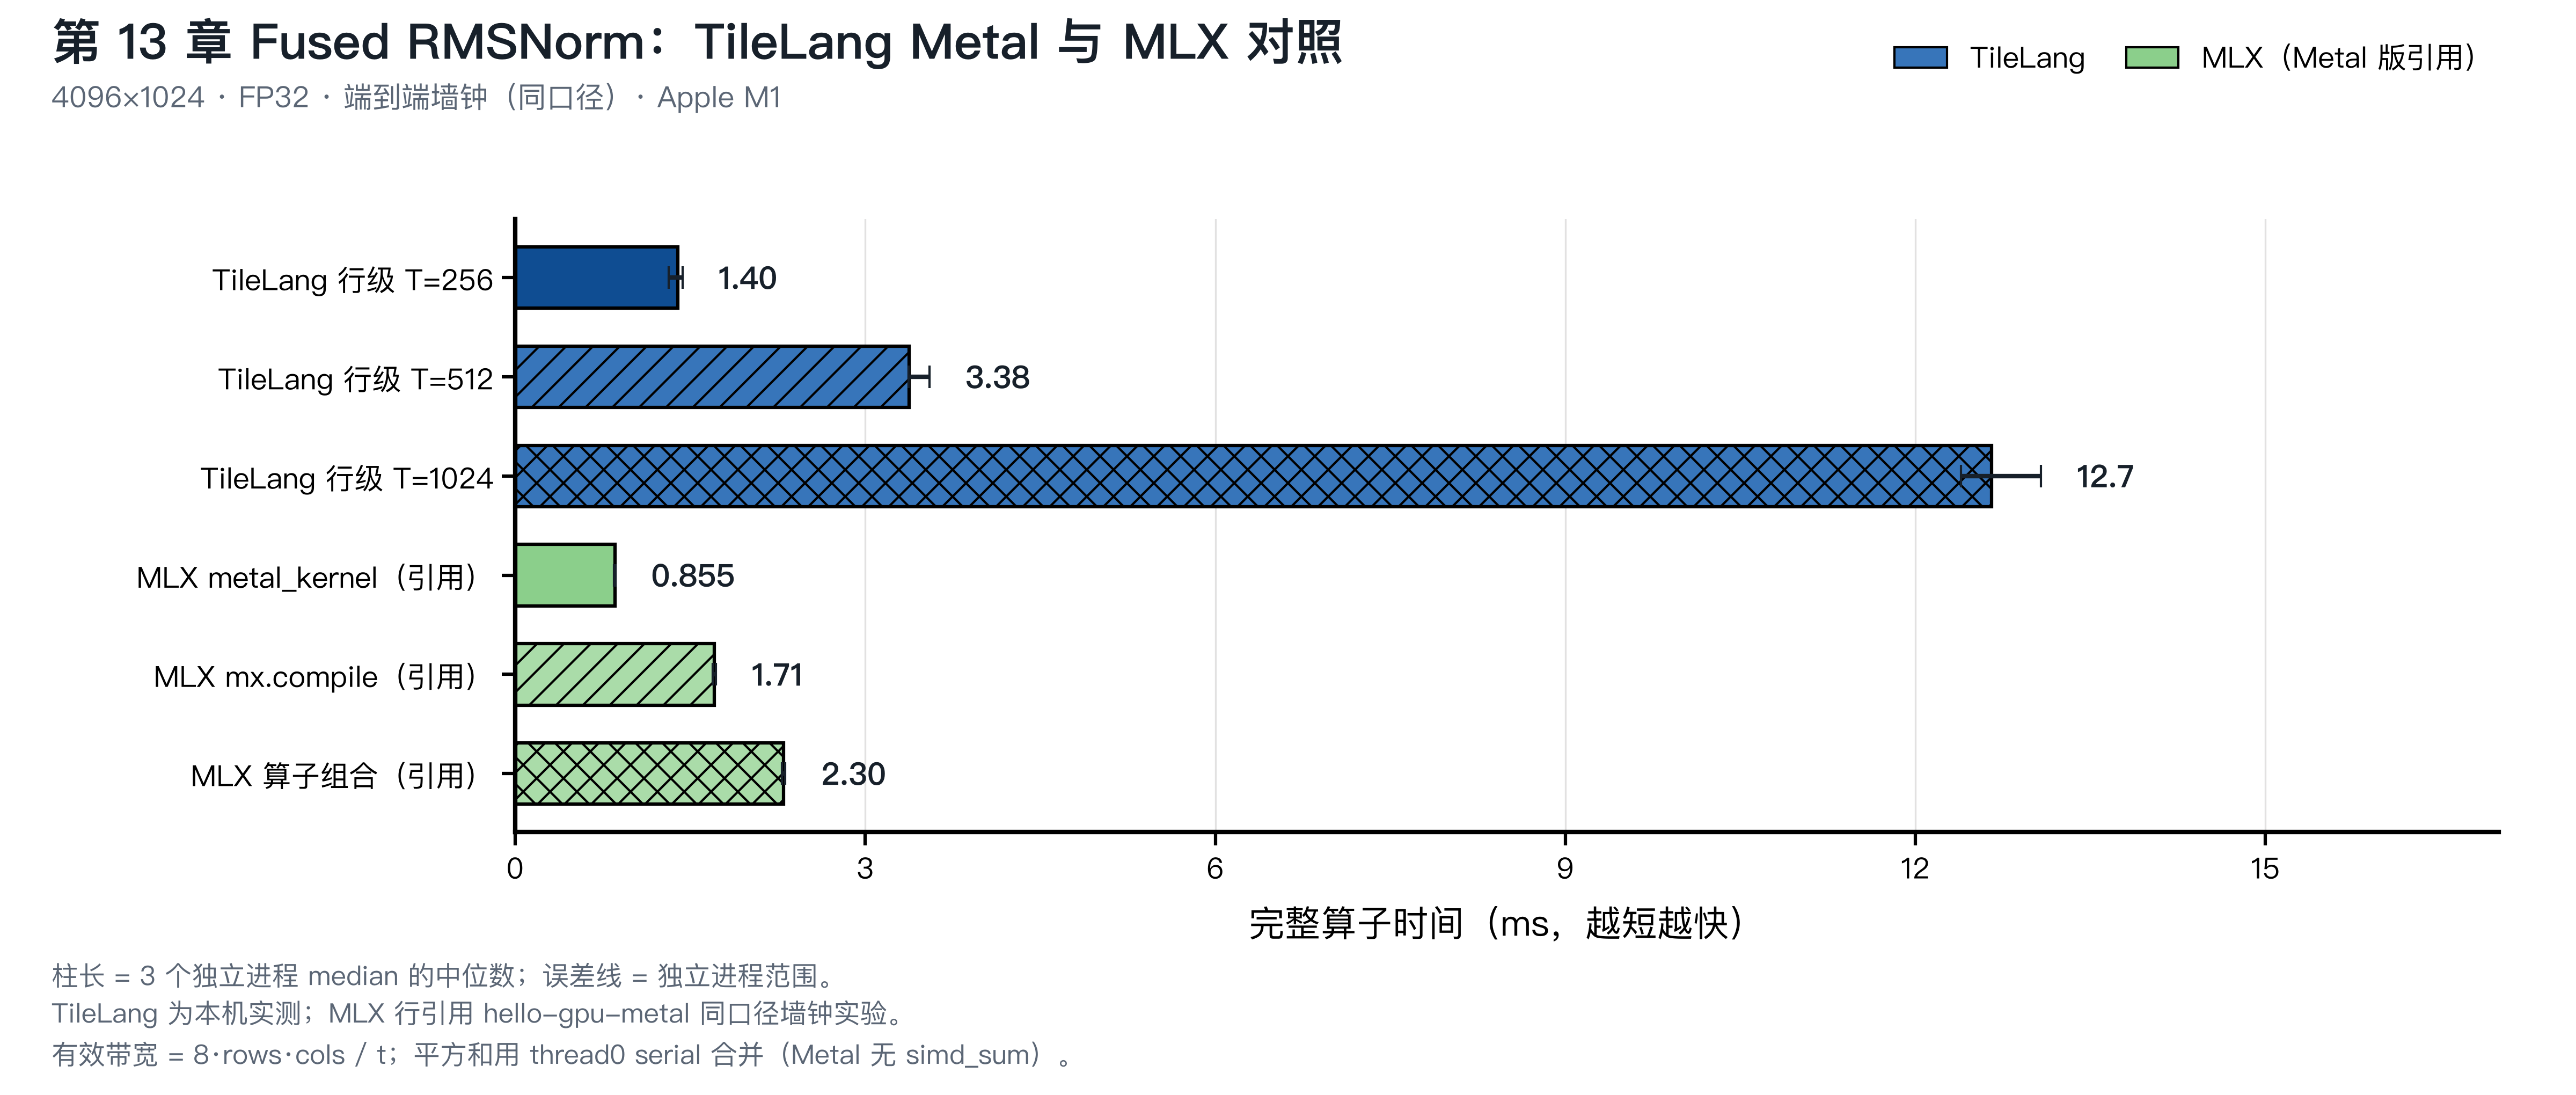 第 13 章 Fused RMSNorm：TileLang Metal 与 MLX 对照
4096×1024 · FP32 · 端到端墙钟（同口径）· Apple M1
TileLang
MLX（Metal 版引用）
TileLang 行级 T=256
1.40
TileLang 行级 T=512
3.38
TileLang 行级 T=1024
12.7
MLX metal_kernel（引用）
0.855
MLX mx.compile（引用）
1.71
MLX 算子组合（引用）
2.30
0 3 6 9 12 15
完整算子时间（ms，越短越快）
柱长 = 3 个独立进程 median 的中位数；误差线 = 独立进程范围。
TileLang 为本机实测；MLX 行引用 hello-gpu-metal 同口径墙钟实验。
有效带宽 = 8·rows·cols / t；平方和用 thread0 serial 合并（Metal 无 simd_sum）。